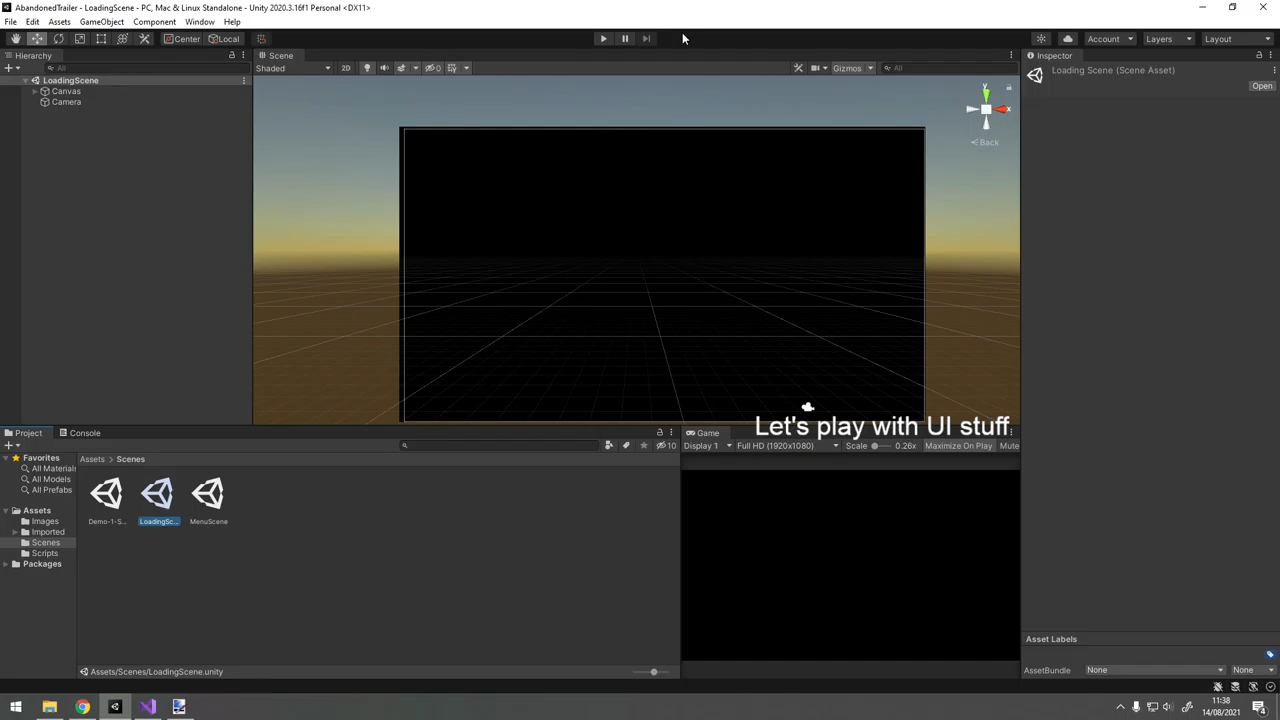 AbandonedTrailer - LoadingScene - PC, Mac & Linux Standalone - Unity 2020.3.16f1 Personal <DX11>
File Edit Assets GameObject Component Window Help
Center Local Account Layers Layout
Hierarchy Scene Inspector
All Shaded 2D 0 Gizmos All Loading Scene (Scene Asset)
LoadingScene Open
Canvas
Camera
y
x
Back
Let's play with UI stuff
Project Console Game
Display 1 Full HD (1920x1080) Scale 0.26x Maximize On Play Mute
10
Favorites Assets > Scenes
All Materials
All Models
All Prefabs
Assets
Images
Imported
Scenes
Scripts
Packages
Demo-1-S... LoadingSc... MenuScene
Asset Labels
Assets/Scenes/LoadingScene.unity AssetBundle None None
11:38
14/08/2021
4